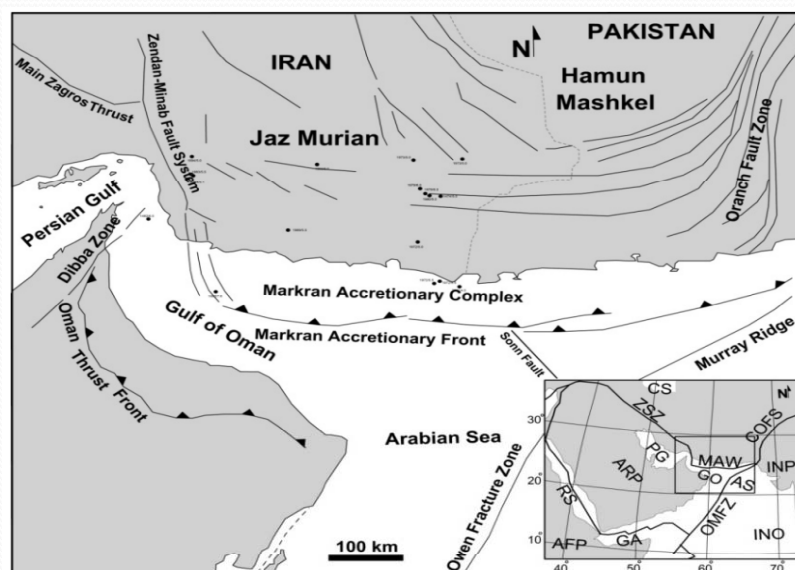 PAKISTAN
IRAN
N
Hamun
Mashkel
Main Zagros Thrust
Zendan-Minab Fault System
Jaz Murian
Oranch Fault Zone
Persian Gulf
Dibba Zone
Markran Accretionary Complex
Gulf of Oman
Markran Accretionary Front
Oman Thrust Front
Sonn Fault
Murray Ridge
Arabian Sea
Owen Fracture Zone
100 km
CS
N
ZSZ
COFS
30°
PG
MAW
INP
GO
AS
ARP
20°
RS
OMFZ
10°
AFP
GA
INO
40°
50°
60°
70°